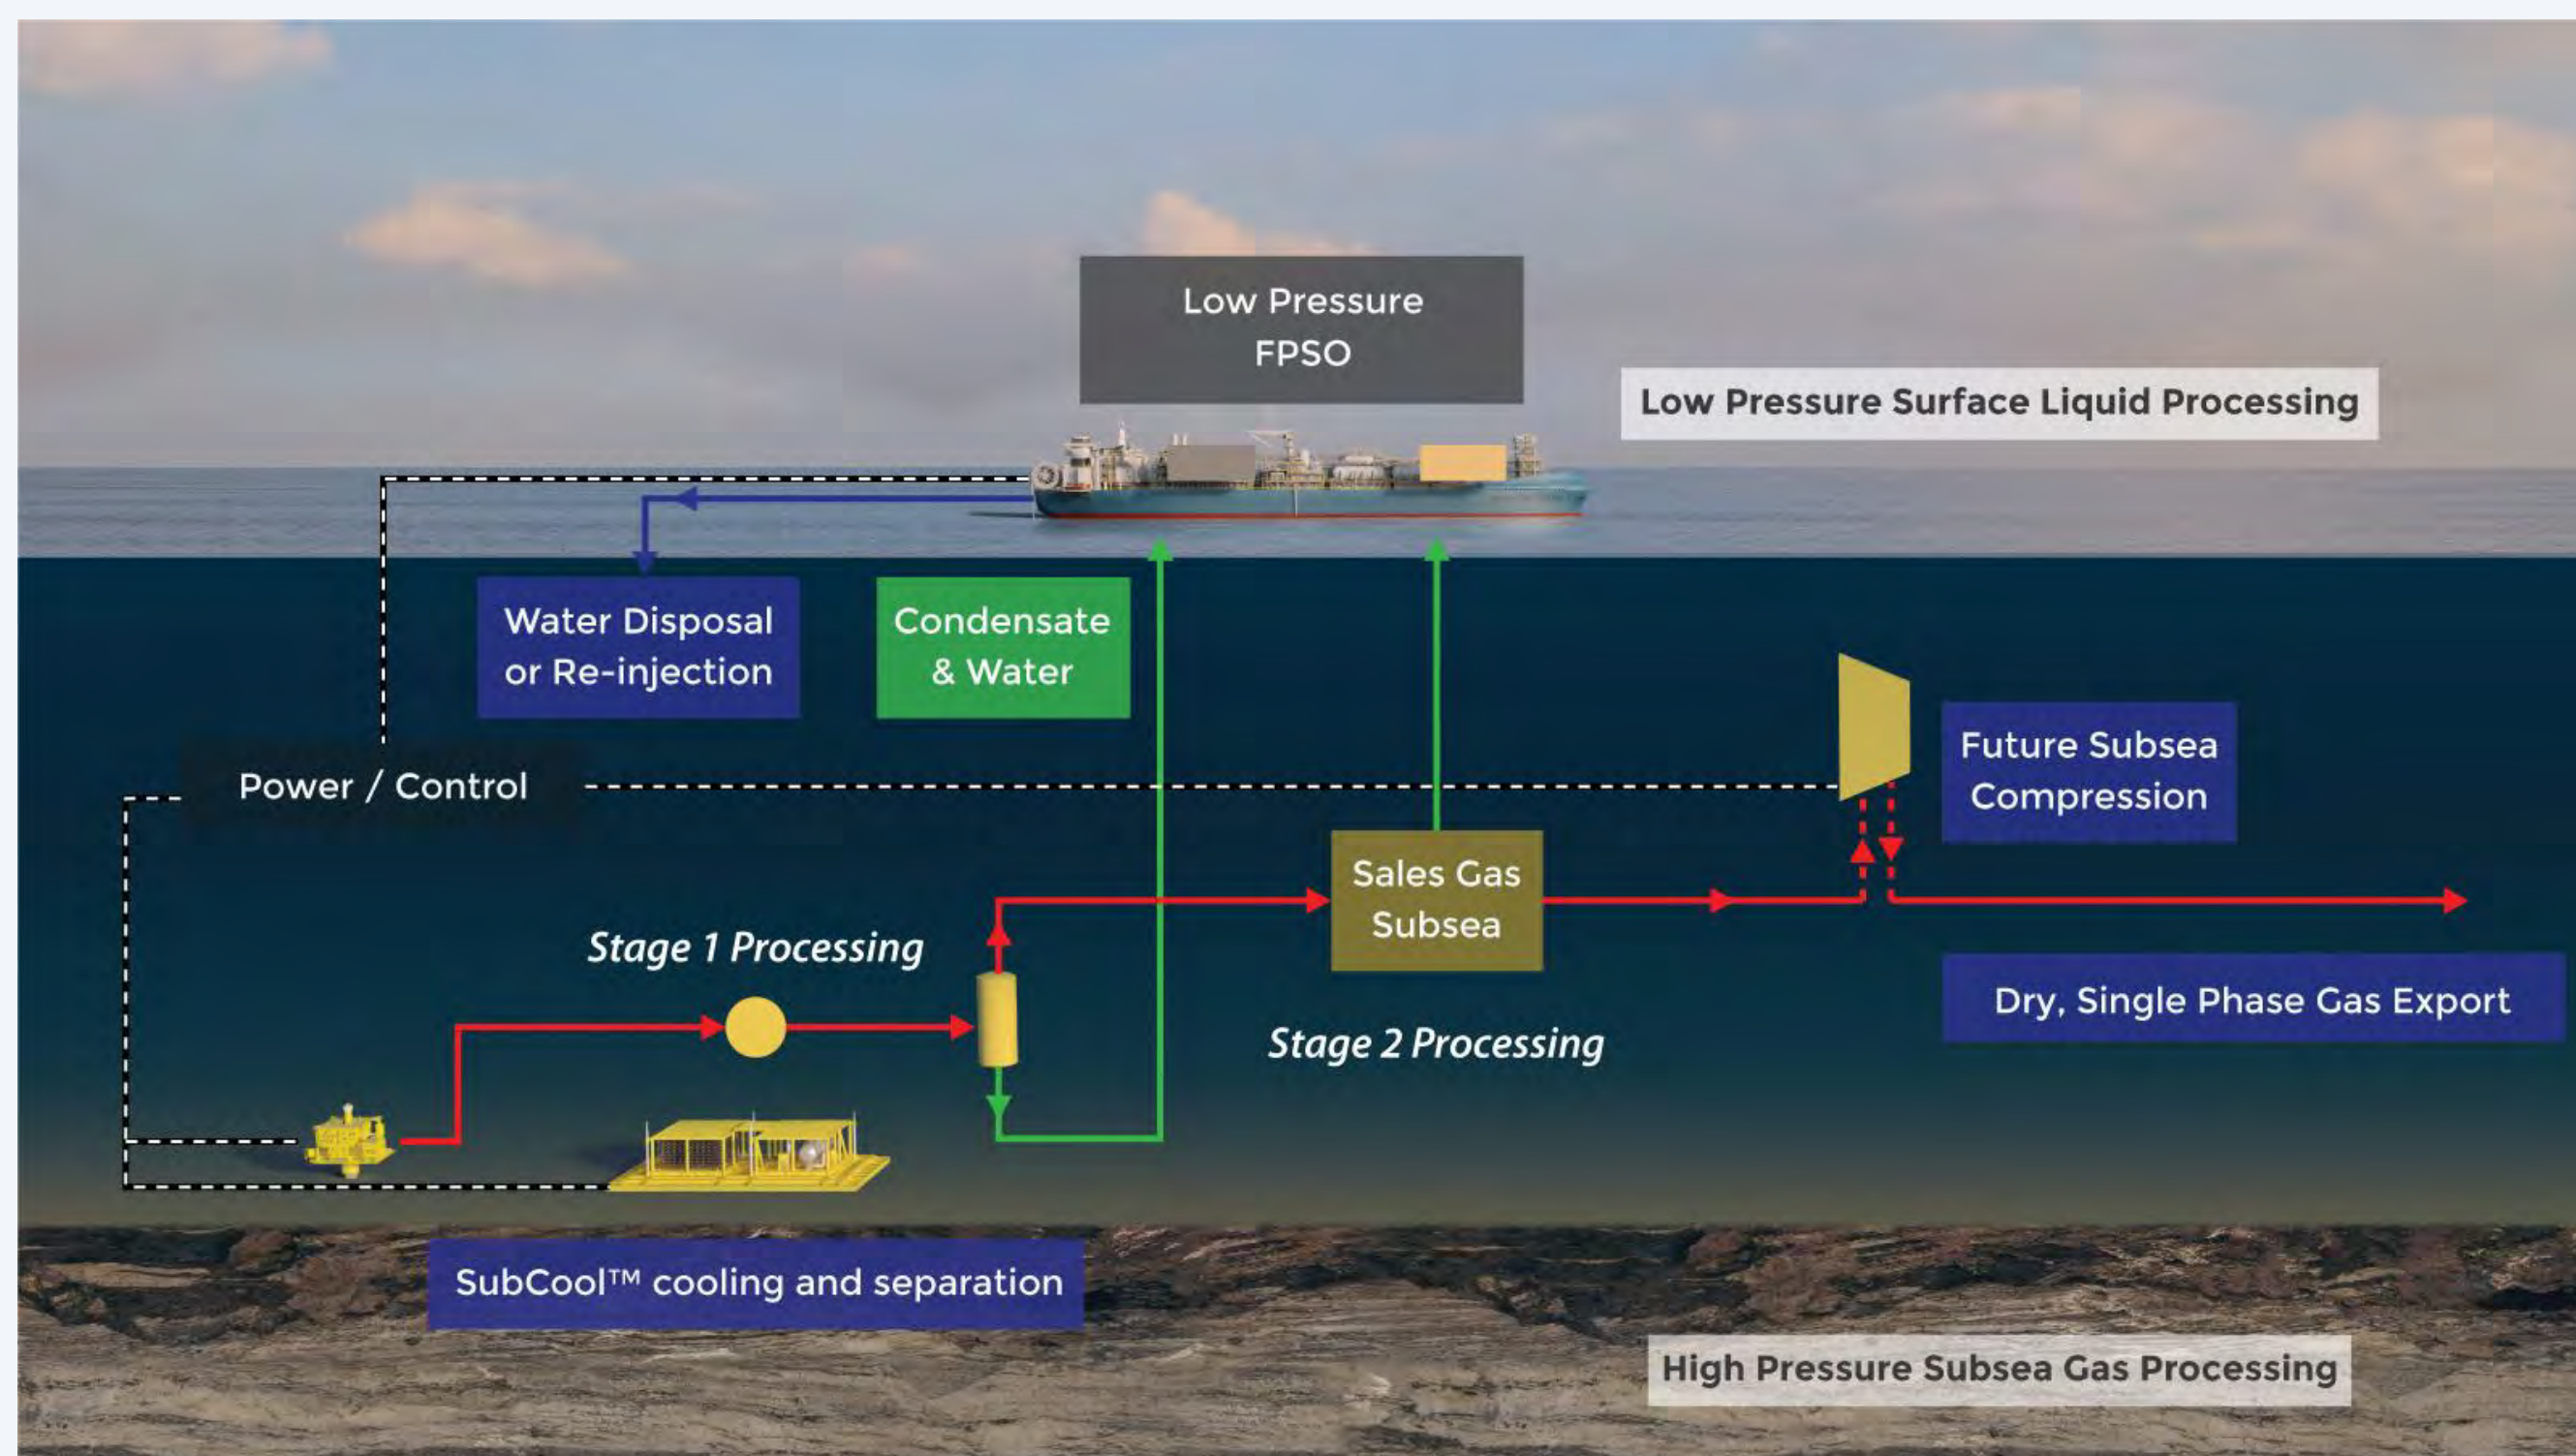 Low Pressure
FPSO
Low Pressure Surface Liquid Processing
Water Disposal
or Re-injection
Condensate
& Water
Power / Control
Future Subsea
Compression
Sales Gas
Subsea
Stage 1 Processing
Stage 2 Processing
Dry, Single Phase Gas Export
SubCool™ cooling and separation
High Pressure Subsea Gas Processing